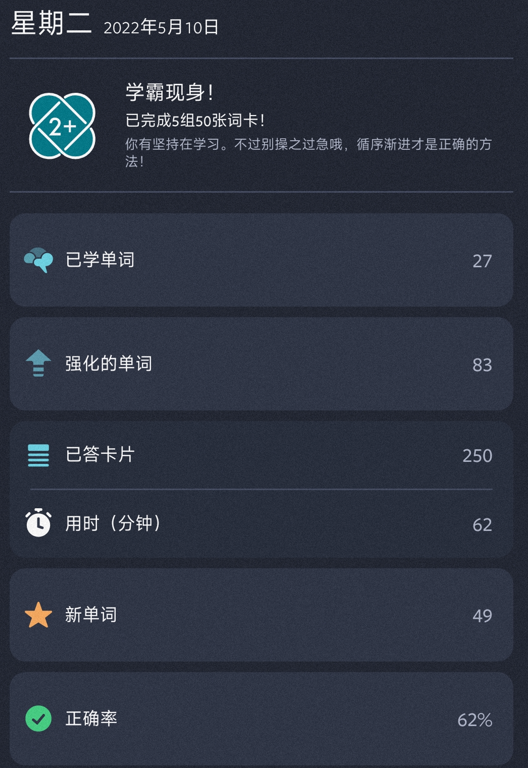 星期二 2022年5月10日
学霸现身！
2+
已完成5组50张词卡！
你有坚持在学习。不过别操之过急哦，循序渐进才是正确的方
法！
已学单词 27
强化的单词 83
已答卡片 250
用时（分钟） 62
新单词 49
正确率 62%